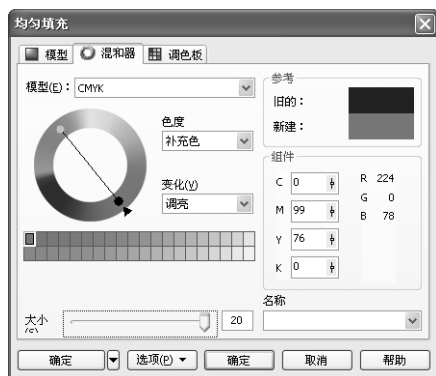 均匀填充
模型 混和器 调色板
模型(E)： CMYK
色度
补充色
变化(V)
调亮
大小
20
参考
旧的：
新建：
组件
C 0 R 224
M 99 G 0
Y 76 B 78
K 0
名称
确定 选项(P) 确定 取消 帮助